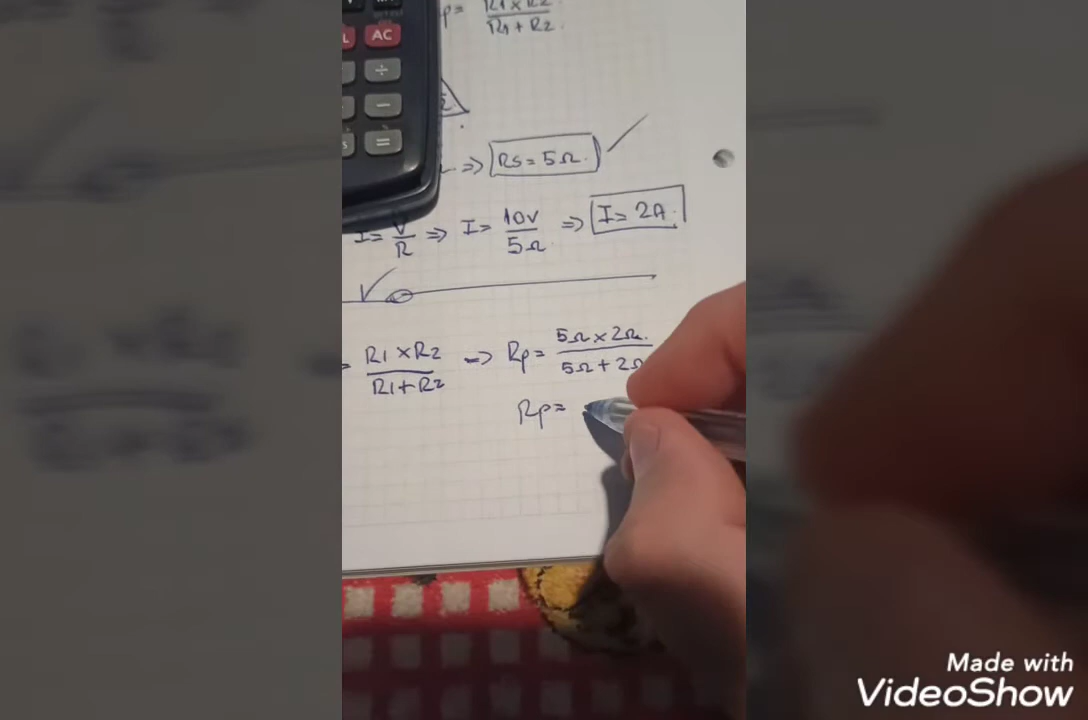 p= R1 x R2
R1 + R2
AC
÷
−
=
=> Rs = 5Ω.
I= V/R => I= 10V/5Ω => I= 2A.
= R1 x R2 / R1+R2 => Rp= 5Ω x 2Ω. / 5Ω + 2Ω
Rp=
Made with
VideoShow